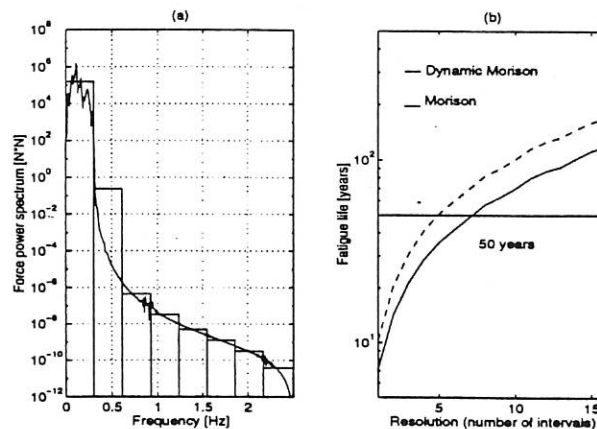 (a)
Force power spectrum [N*N]
10^8
10^6
10^4
10^2
10^0
10^-2
10^-4
10^-6
10^-8
10^-10
10^-12
0 0.5 1 1.5 2
Frequency [Hz]
(b)
Fatigue life [years]
10^2
10^1
Dynamic Morison
Morison
50 years
5 10 15
Resolution (number of intervals)